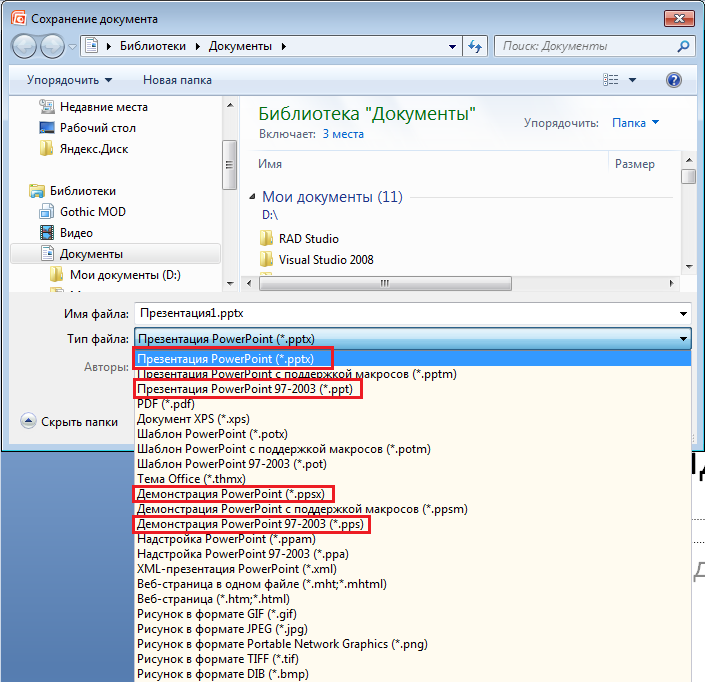 Сохранение документа
Библиотеки
Документы
Поиск: Документы
Упорядочить
Новая папка
Недавние места
Рабочий стол
Яндекс.Диск
Библиотеки
Gothic MOD
Видео
Документы
Мои документы (D:)
Библиотека "Документы"
Включает: 3 места
Упорядочить: Папка
Имя
Размер
Мои документы (11)
D:\
RAD Studio
Visual Studio 2008
Имя файла: Презентация1.pptx
Тип файла: Презентация PowerPoint (*.pptx)
Авторы:
Скрыть папки
Презентация PowerPoint (*.pptx)
Презентация PowerPoint с поддержкой макросов (*.pptm)
Презентация PowerPoint 97-2003 (*.ppt)
PDF (*.pdf)
Документ XPS (*.xps)
Шаблон PowerPoint (*.potx)
Шаблон PowerPoint с поддержкой макросов (*.potm)
Шаблон PowerPoint 97-2003 (*.pot)
Тема Office (*.thmx)
Демонстрация PowerPoint (*.ppsx)
Демонстрация PowerPoint с поддержкой макросов (*.ppsm)
Демонстрация PowerPoint 97-2003 (*.pps)
Надстройка PowerPoint (*.ppam)
Надстройка PowerPoint 97-2003 (*.ppa)
XML-презентация PowerPoint (*.xml)
Веб-страница в одном файле (*.mht;*.mhtml)
Веб-страница (*.htm;*.html)
Рисунок в формате GIF (*.gif)
Рисунок в формате JPEG (*.jpg)
Рисунок в формате Portable Network Graphics (*.png)
Рисунок в формате TIFF (*.tif)
Рисунок в формате DIB (*.bmp)